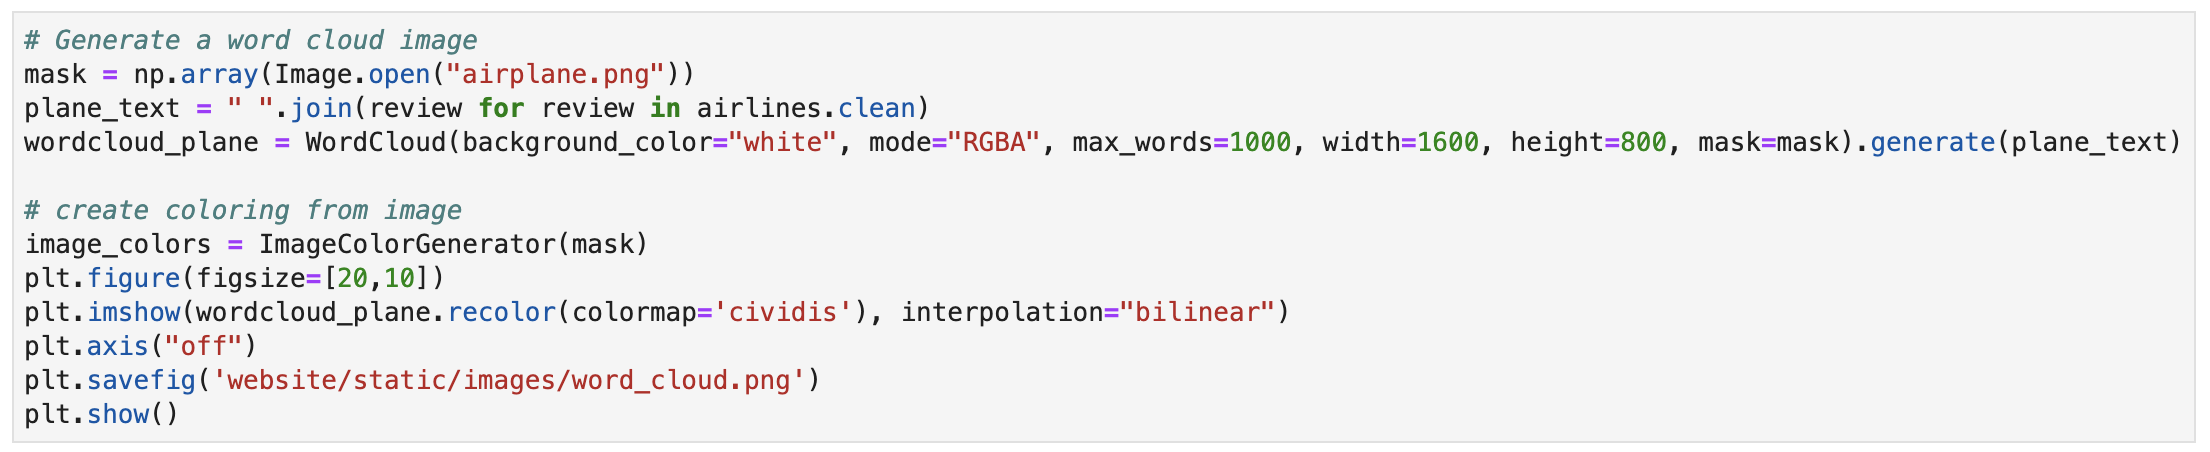 # Generate a word cloud image
mask = np.array(Image.open("airplane.png"))
plane_text = " ".join(review for review in airlines.clean)
wordcloud_plane = WordCloud(background_color="white", mode="RGBA", max_words=1000, width=1600, height=800, mask=mask).generate(plane_text)
# create coloring from image
image_colors = ImageColorGenerator(mask)
plt.figure(figsize=[20,10])
plt.imshow(wordcloud_plane.recolor(colormap='cividis'), interpolation="bilinear")
plt.axis("off")
plt.savefig('website/static/images/word_cloud.png')
plt.show()